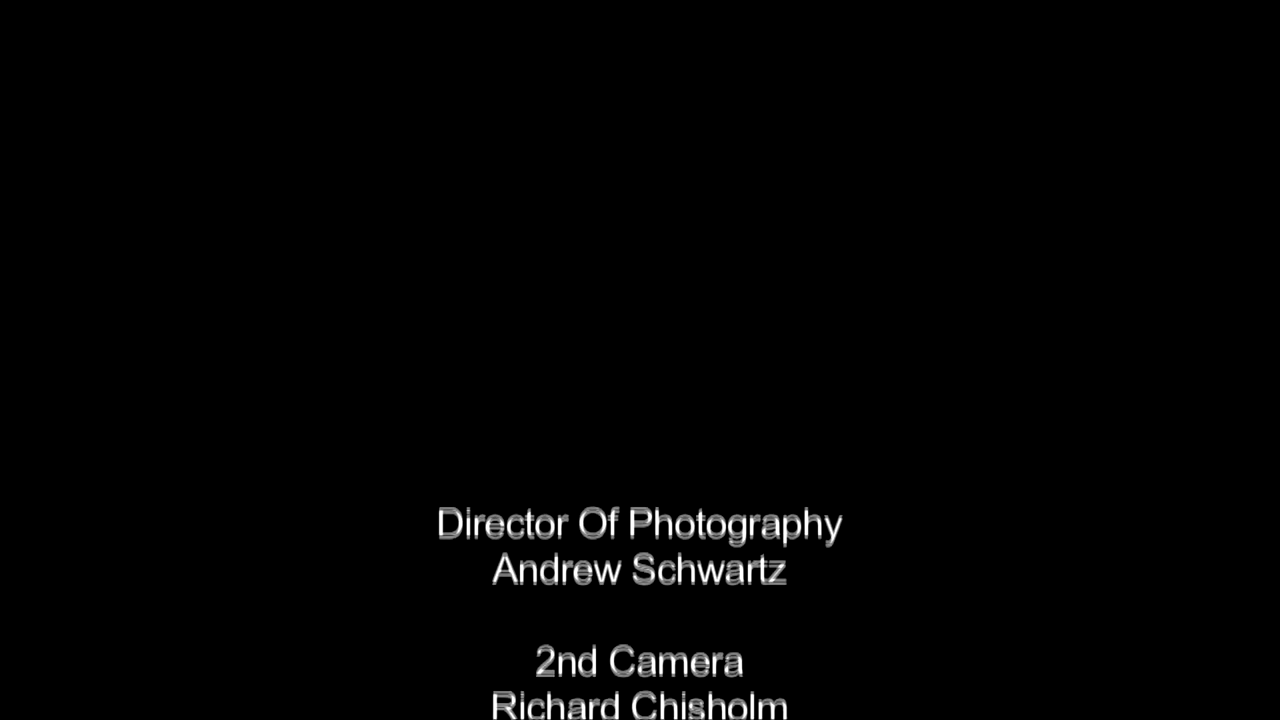 Director Of Photography
Andrew Schwartz
2nd Camera
Richard Chisholm